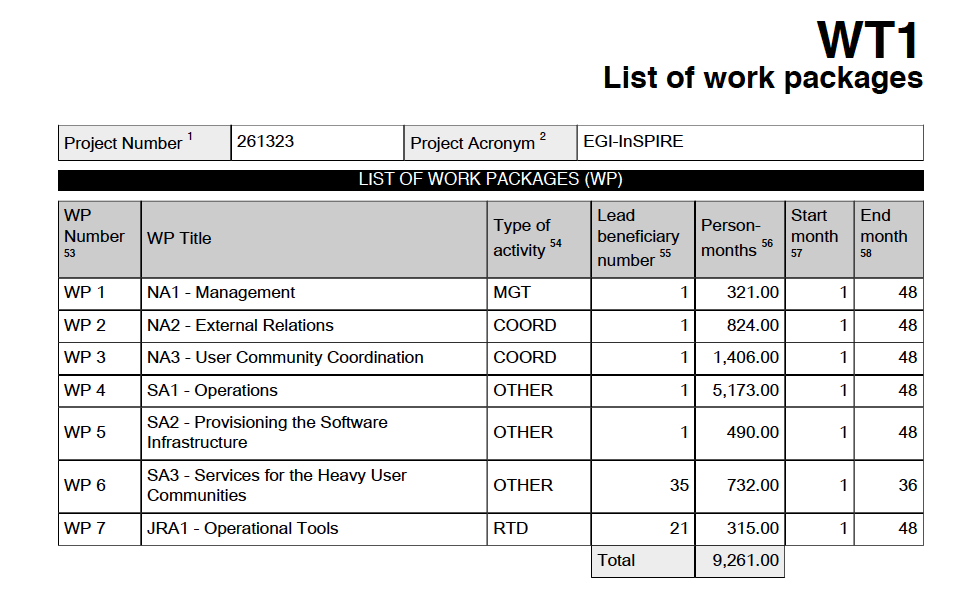 WT1
List of work packages
Project Number 1 261323 Project Acronym 2 EGI-InSPIRE
LIST OF WORK PACKAGES (WP)
WP Number 53 WP Title Type of activity 54 Lead beneficiary number 55 Person-months 56 Start month 57 End month 58
WP 1 NA1 - Management MGT 1 321.00 1 48
WP 2 NA2 - External Relations COORD 1 824.00 1 48
WP 3 NA3 - User Community Coordination COORD 1 1,406.00 1 48
WP 4 SA1 - Operations OTHER 1 5,173.00 1 48
WP 5 SA2 - Provisioning the Software Infrastructure OTHER 1 490.00 1 48
WP 6 SA3 - Services for the Heavy User Communities OTHER 35 732.00 1 36
WP 7 JRA1 - Operational Tools RTD 21 315.00 1 48
Total 9,261.00